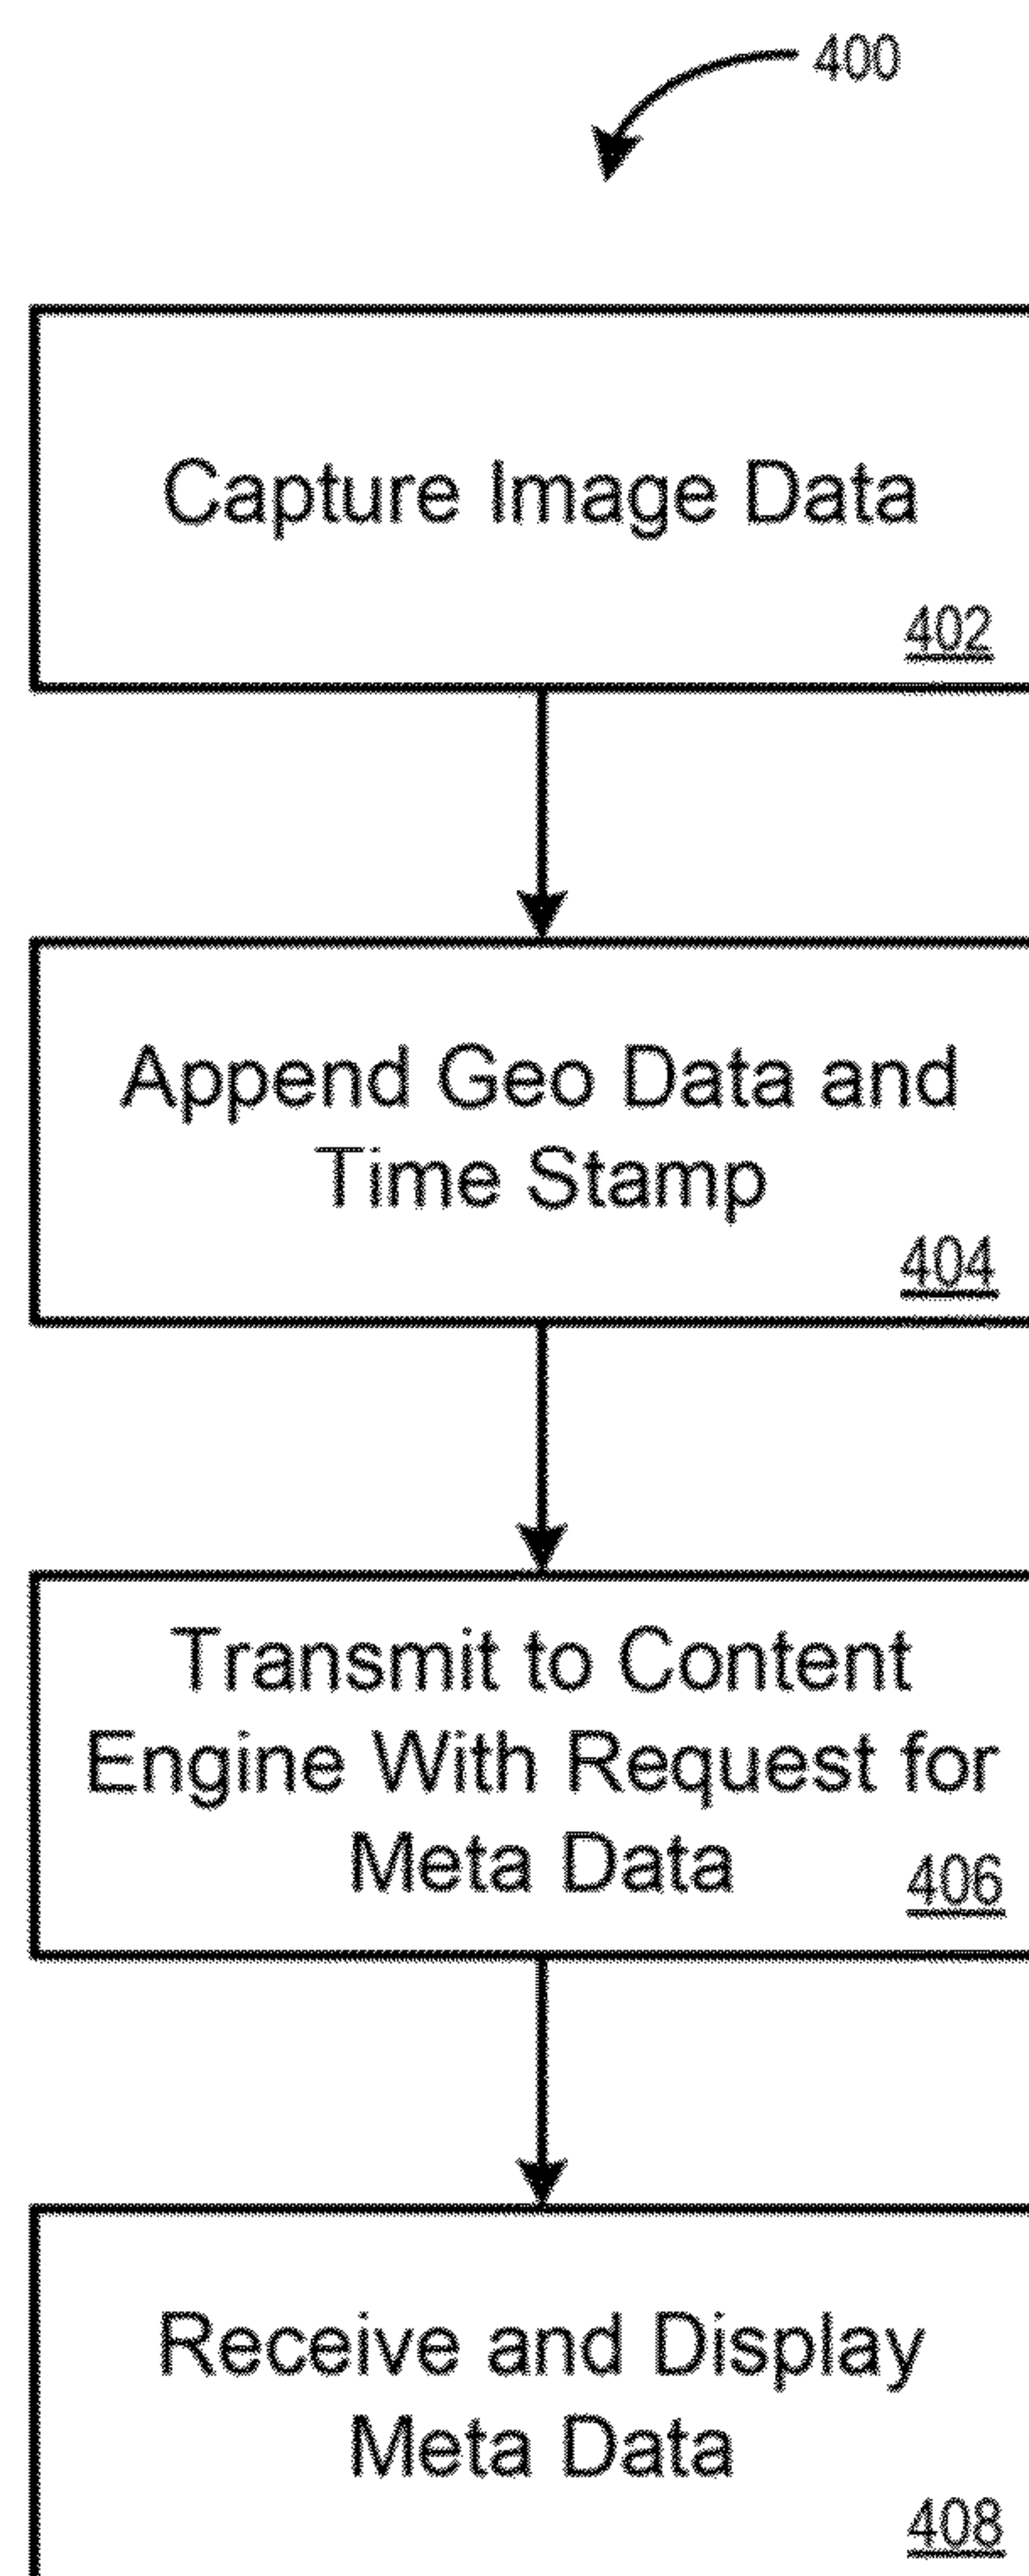 400
Capture Image Data
402
Append Geo Data and
Time Stamp
404
Transmit to Content
Engine With Request for
Meta Data
406
Receive and Display
Meta Data
408